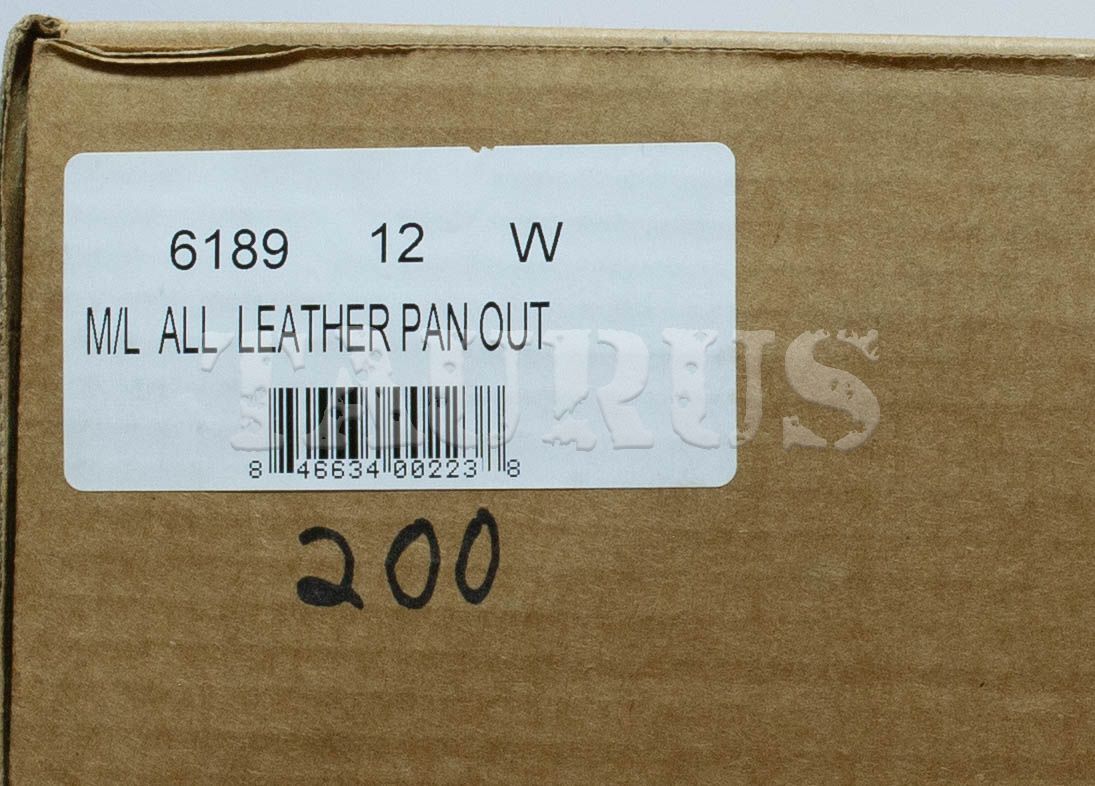 6189 12 W
M/L ALL LEATHER PAN OUT
TAURUS
8 46634 00223 8
200